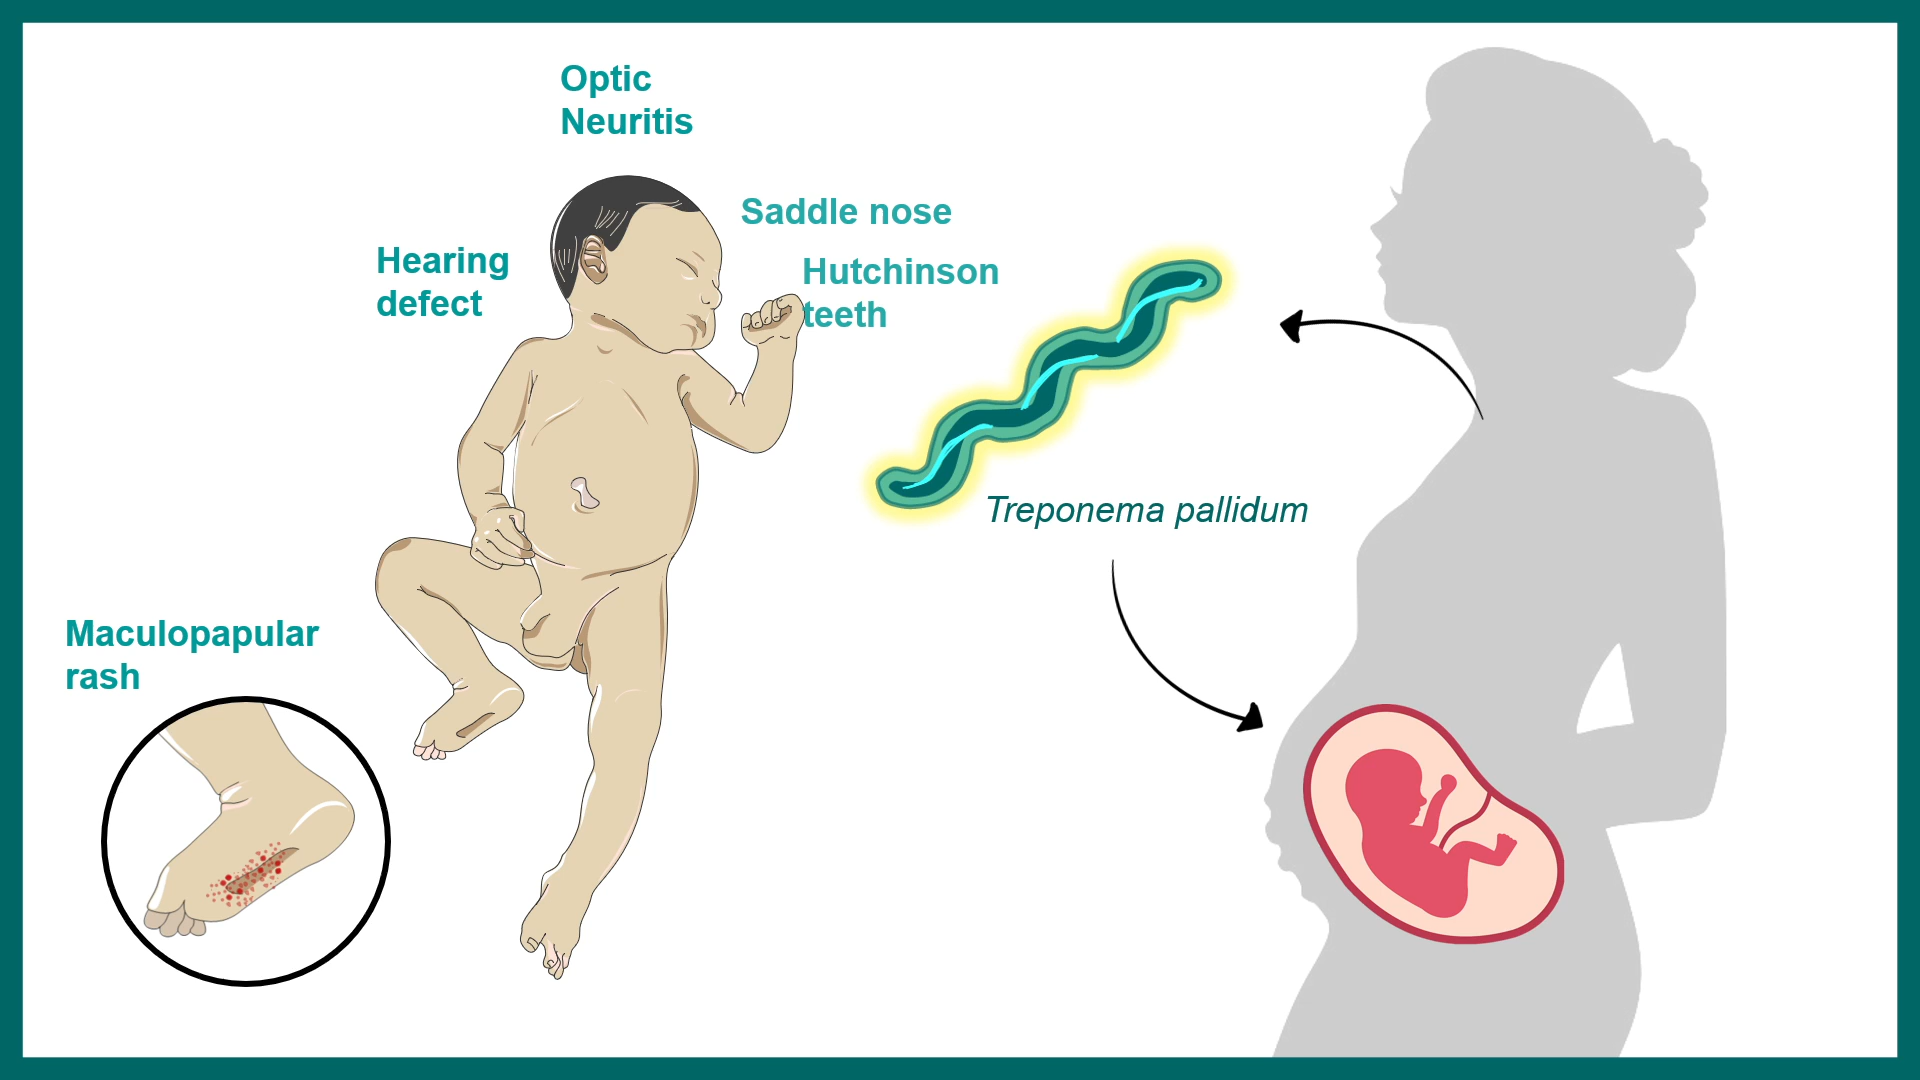 Optic
Neuritis
Saddle nose
Hearing
defect
Hutchinson
teeth
Treponema pallidum
Maculopapular
rash